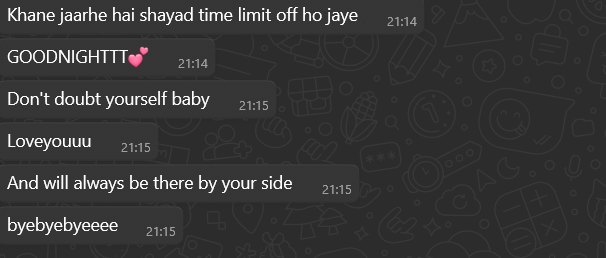 Khane jaarhe hai shayad time limit off ho jaye 21:14
GOODNIGHTTT💕 21:14
Don't doubt yourself baby 21:15
Loveyouuu 21:15
And will always be there by your side 21:15
byebyebyeeee 21:15